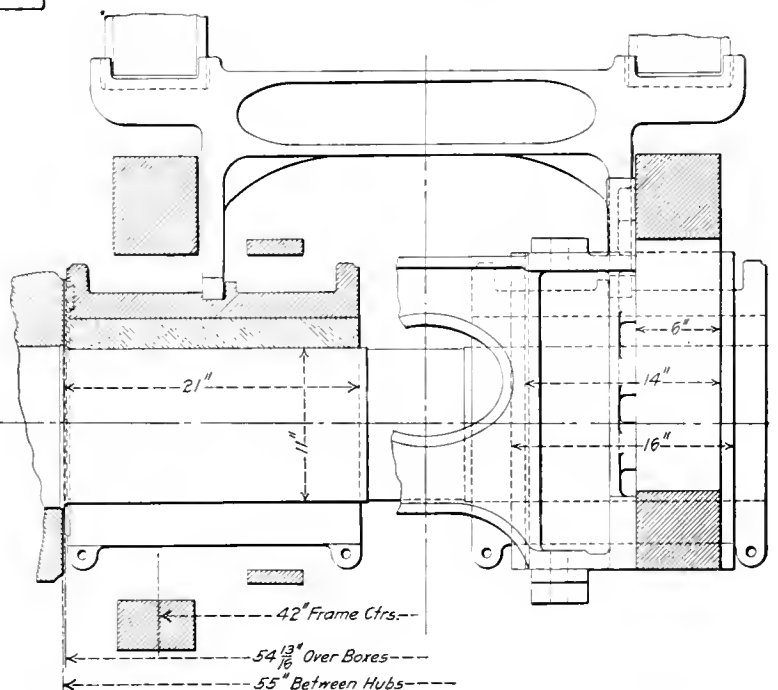 6"
21"
14"
11"
16"
42" Frame Ctrs.
54 13/16" Over Boxes
55" Between Hubs